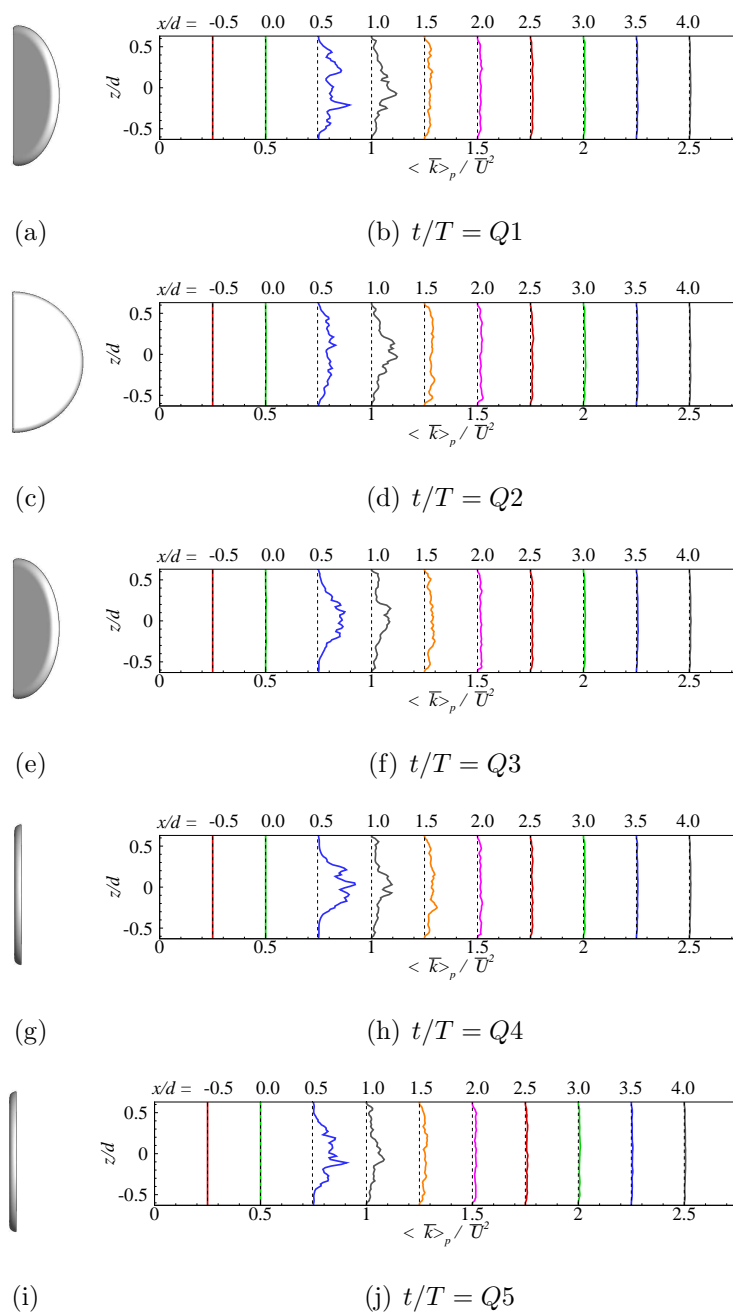 x/d = -0.5 0.0 0.5 1.0 1.5 2.0 2.5 3.0 3.5 4.0
0.5
z/d
0
-0.5
0 0.5 1 1.5 2 2.5
< k̅ >ₚ / U̅²
(a) (b) t/T = Q1
x/d = -0.5 0.0 0.5 1.0 1.5 2.0 2.5 3.0 3.5 4.0
0.5
z/d
0
-0.5
0 0.5 1 1.5 2 2.5
< k̅ >ₚ / U̅²
(c) (d) t/T = Q2
x/d = -0.5 0.0 0.5 1.0 1.5 2.0 2.5 3.0 3.5 4.0
0.5
z/d
0
-0.5
0 0.5 1 1.5 2 2.5
< k̅ >ₚ / U̅²
(e) (f) t/T = Q3
x/d = -0.5 0.0 0.5 1.0 1.5 2.0 2.5 3.0 3.5 4.0
0.5
z/d
0
-0.5
0 0.5 1 1.5 2 2.5
< k̅ >ₚ / U̅²
(g) (h) t/T = Q4
x/d = -0.5 0.0 0.5 1.0 1.5 2.0 2.5 3.0 3.5 4.0
0.5
z/d
0
-0.5
0 0.5 1 1.5 2 2.5
< k̅ >ₚ / U̅²
(i) (j) t/T = Q5